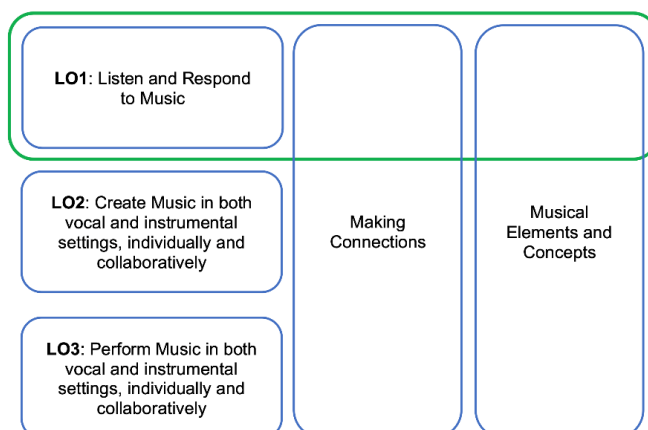 LO1: Listen and Respond
to Music
LO2: Create Music in both
vocal and instrumental
settings, individually and
collaboratively
Making
Connections
Musical
Elements and
Concepts
LO3: Perform Music in both
vocal and instrumental
settings, individually and
collaboratively